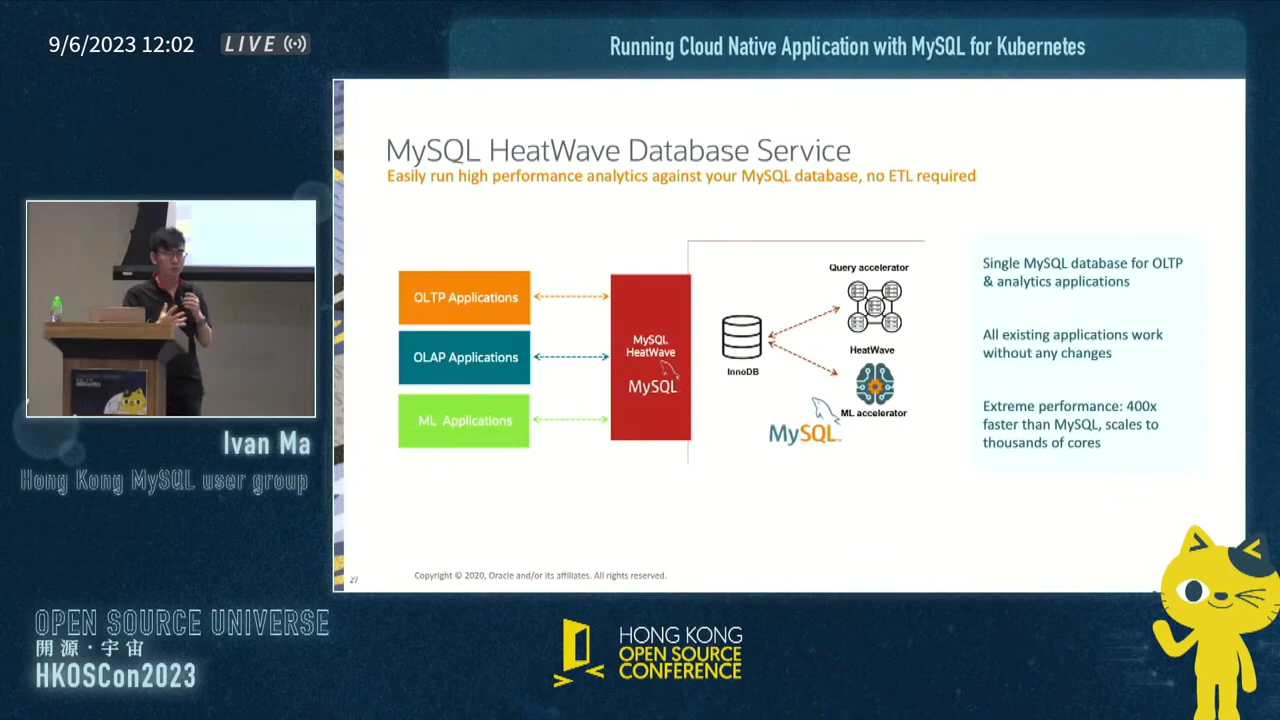 9/6/2023 12:02
LIVE
Running Cloud Native Application with MySQL for Kubernetes
MySQL HeatWave Database Service
Easily run high performance analytics against your MySQL database, no ETL required
OLTP Applications
OLAP Applications
ML Applications
MySQL
HeatWave
MySQL
InnoDB
Query accelerator
HeatWave
ML accelerator
MySQL
Single MySQL database for OLTP
& analytics applications
All existing applications work
without any changes
Extreme performance: 400x
faster than MySQL, scales to
thousands of cores
27
Copyright © 2020, Oracle and/or its affiliates. All rights reserved.
Ivan Ma
Hong Kong MySQL user group
OPEN SOURCE UNIVERSE
開源·宇宙
HKOSCon2023
HONG KONG
OPEN SOURCE
CONFERENCE